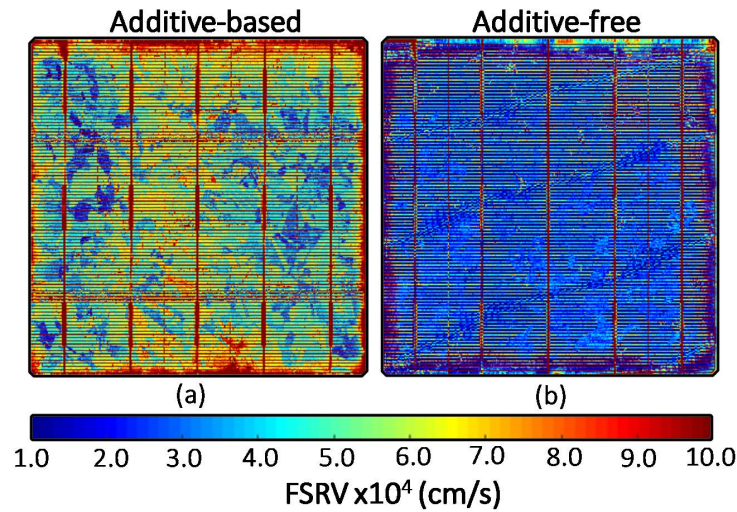 Additive-based Additive-free
(a) (b)
1.0 2.0 3.0 4.0 5.0 6.0 7.0 8.0 9.0 10.0
FSRV x10⁴ (cm/s)